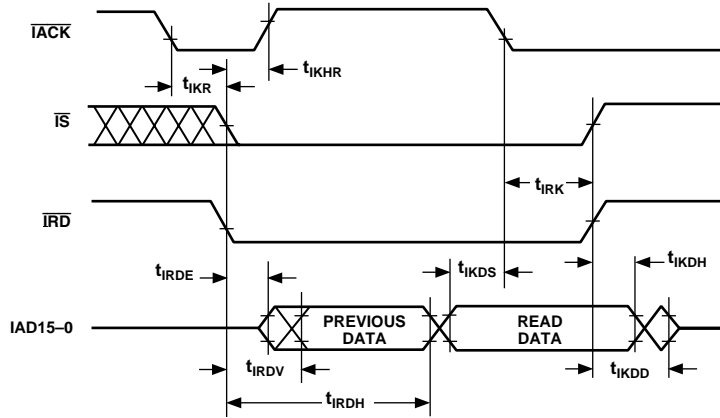 IACK
tIKR
tIKHR
IS
tIRK
IRD
tIRDE
tIKDS
tIKDH
IAD15–0
PREVIOUS
DATA
READ
DATA
tIRDV
tIKDD
tIRDH